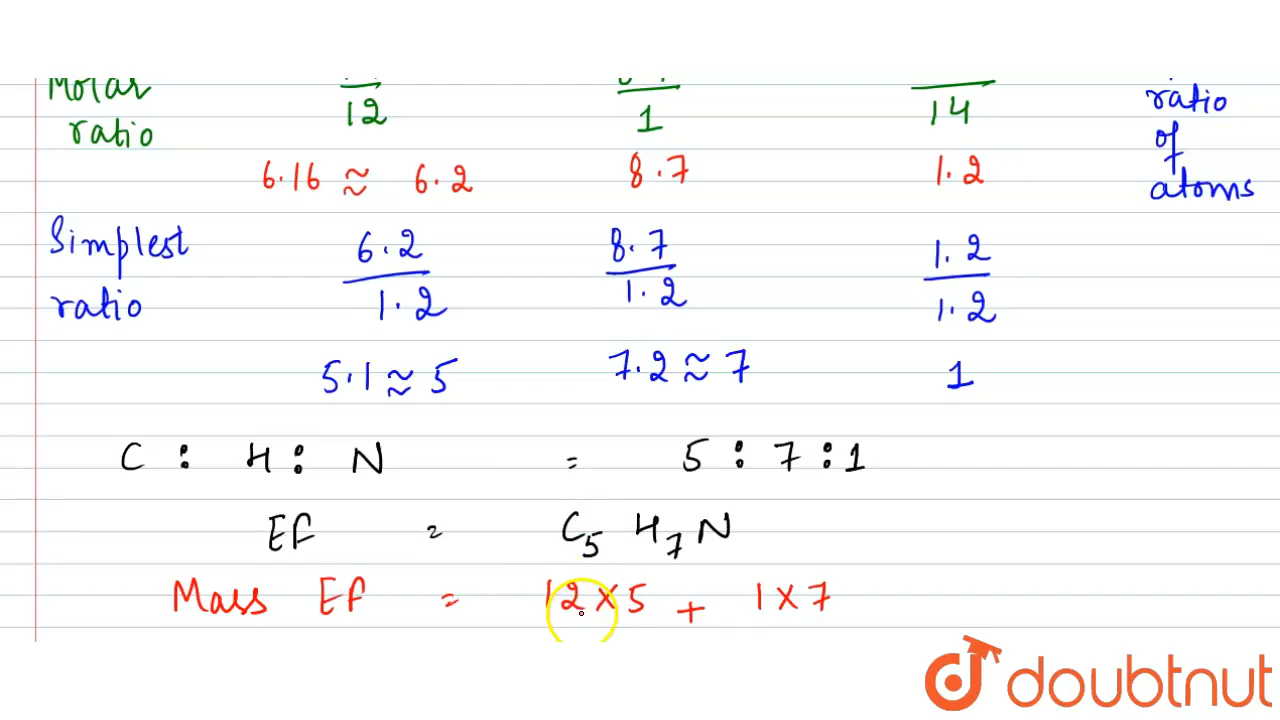 Molar 12 1 14 ratio
ratio of
6.16 ≈ 6.2 8.7 1.2 atoms
Simplest 6.2 8.7 1.2
ratio 1.2 1.2 1.2
5.1 ≈ 5 7.2 ≈ 7 1
C : H : N = 5 : 7 : 1
EF = C₅ H₇ N
Mass EF = 12 × 5 + 1 × 7
doubtnut